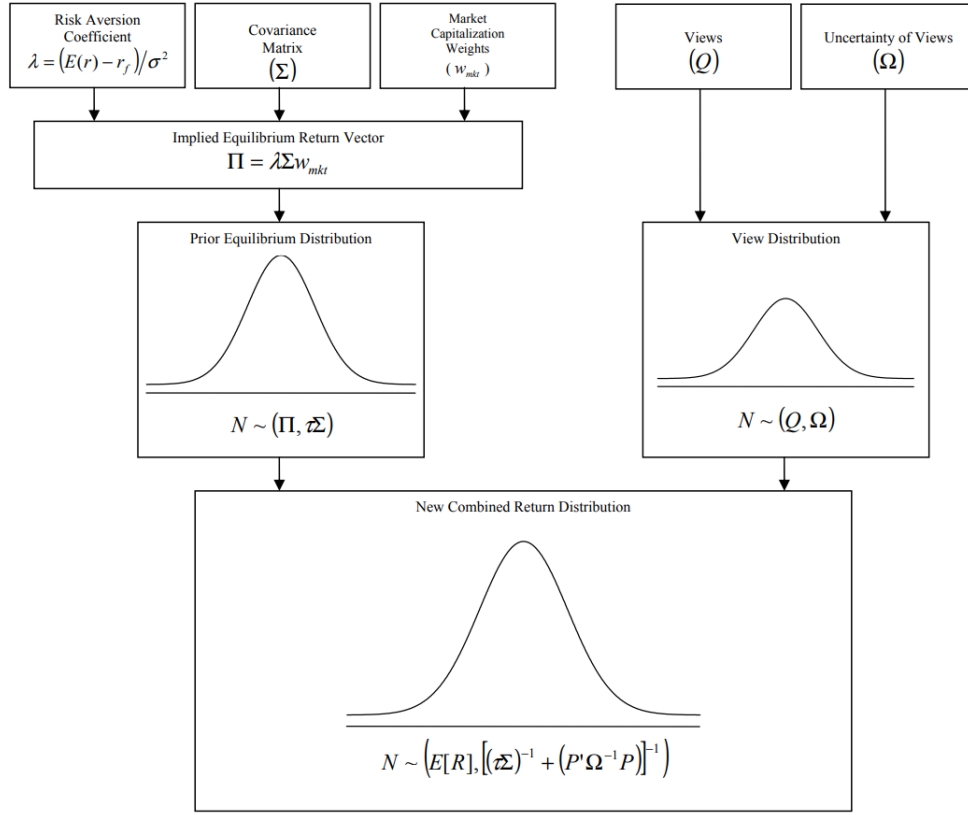 Risk Aversion
Coefficient
λ = (E(r) − r_f)/σ²
Covariance
Matrix
(Σ)
Market
Capitalization
Weights
(w_mkt)
Views
(Q)
Uncertainty of Views
(Ω)
Implied Equilibrium Return Vector
Π = λΣw_mkt
Prior Equilibrium Distribution
N ~ (Π, τΣ)
View Distribution
N ~ (Q, Ω)
New Combined Return Distribution
N ~ (E[R], [(τΣ)⁻¹ + (P'Ω⁻¹P)]⁻¹)